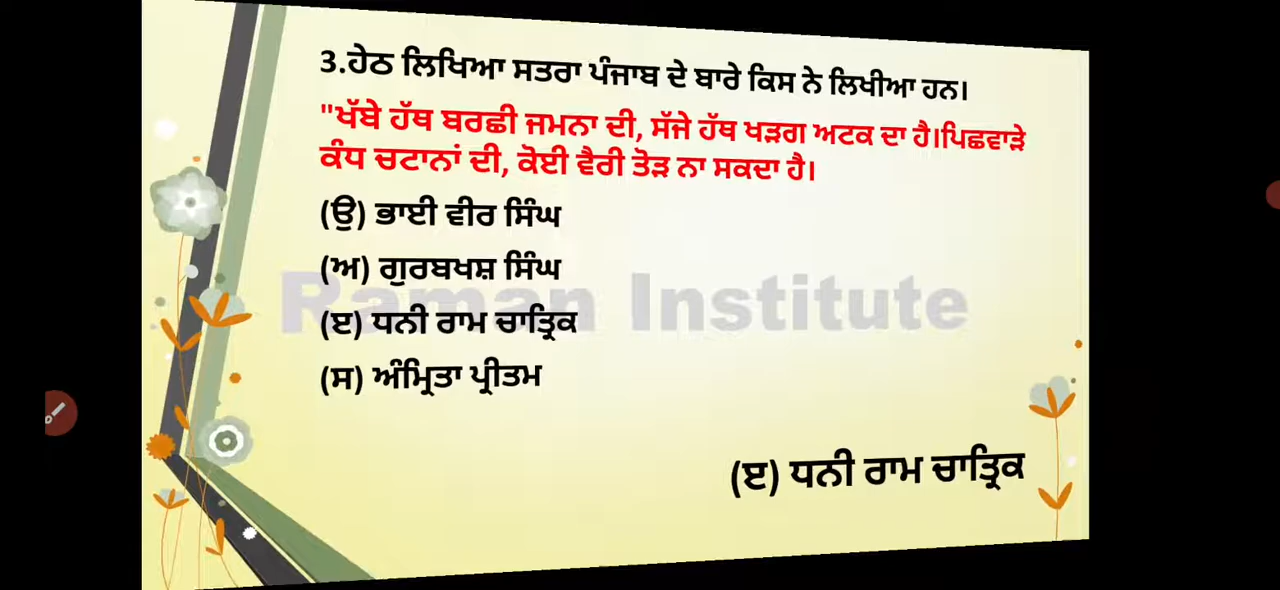 3.ਹੇਠ ਲਿਖਿਆ ਸਤਰਾ ਪੰਜਾਬ ਦੇ ਬਾਰੇ ਕਿਸ ਨੇ ਲਿਖੀਆ ਹਨ।
"ਖੱਬੇ ਹੱਥ ਬਰਛੀ ਜਮਨਾ ਦੀ, ਸੱਜੇ ਹੱਥ ਖੜਗ ਅਟਕ ਦਾ ਹੈ।ਪਿਛਵਾੜੇ
ਕੰਧ ਚਟਾਨਾਂ ਦੀ, ਕੋਈ ਵੈਰੀ ਤੋੜ ਨਾ ਸਕਦਾ ਹੈ।
(ੳ) ਭਾਈ ਵੀਰ ਸਿੰਘ
(ਅ) ਗੁਰਬਖਸ਼ ਸਿੰਘ
Raman Institute
(ੲ) ਧਨੀ ਰਾਮ ਚਾਤ੍ਰਿਕ
(ਸ) ਅੰਮ੍ਰਿਤਾ ਪ੍ਰੀਤਮ
(ੲ) ਧਨੀ ਰਾਮ ਚਾਤ੍ਰਿਕ